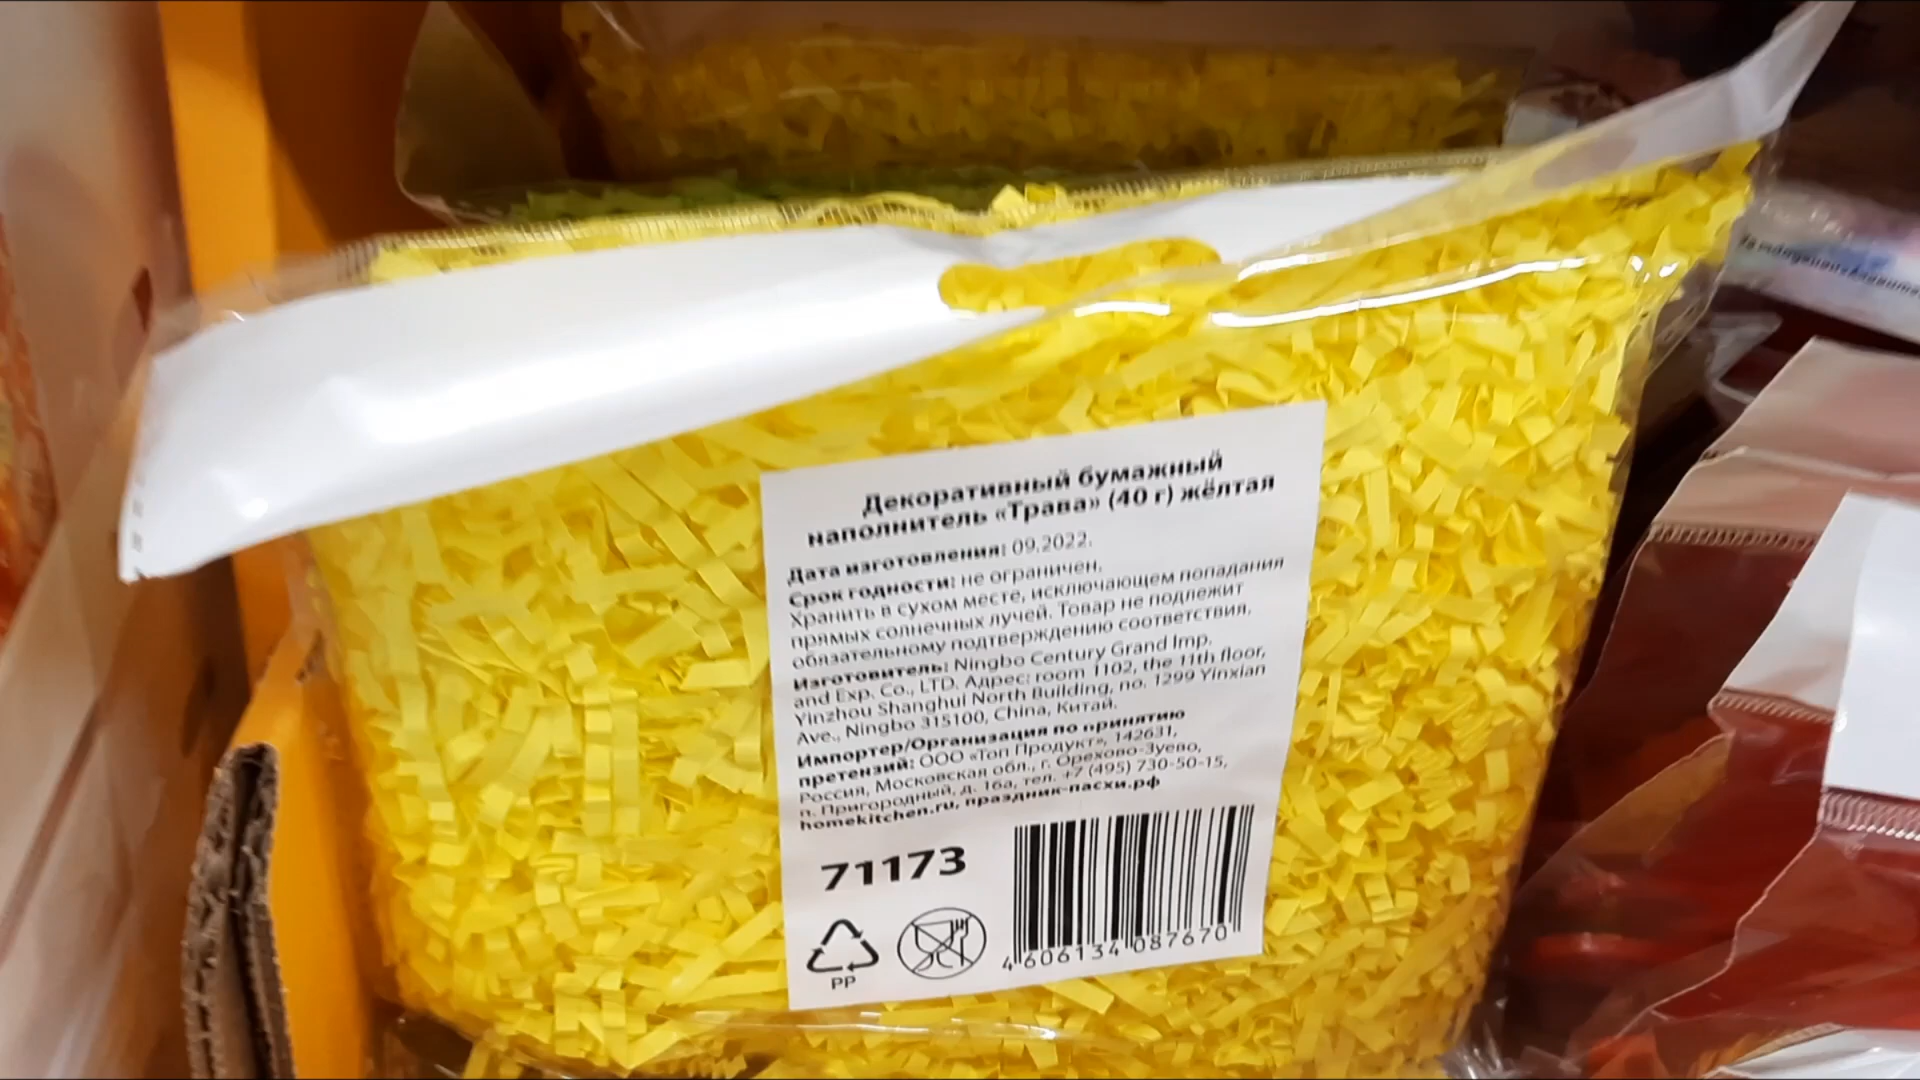 Декоративный бумажный
наполнитель «Трава» (40 г) жёлтая
Дата изготовления: 09.2022.
Срок годности: не ограничен.
Хранить в сухом месте, исключающем попадания
прямых солнечных лучей. Товар не подлежит
обязательному подтверждению соответствия.
Изготовитель: Ningbo Century Grand Imp.
and Exp. Co., LTD. Адрес: room 1102, the 11th floor,
Yinzhou Shanghui North Building, no. 1299 Yinxian
Ave., Ningbo 315100, China, Китай.
Импортер/Организация по принятию
претензий: ООО «Топ Продукт», 142631,
Россия, Московская обл., г. Орехово-Зуево,
п. Пригородный, д. 16а, тел. +7 (495) 730-50-15,
homekitchen.ru, праздник-пасхи.рф
71173
PP
4 606134 087670